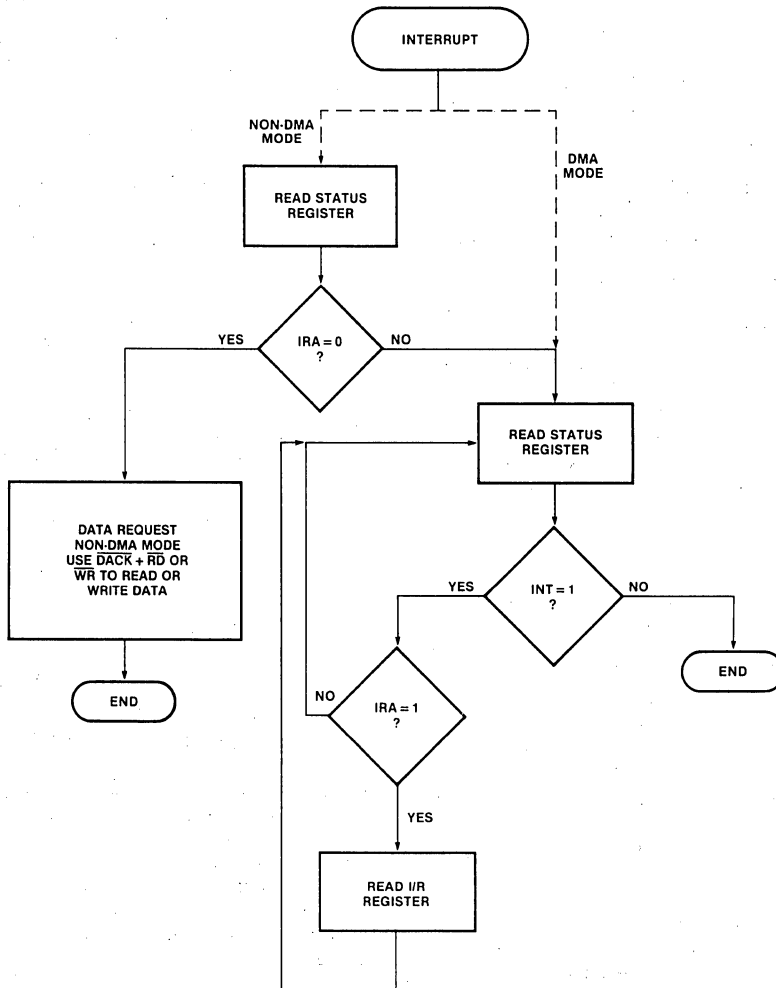 INTERRUPT
NON-DMA
MODE
DMA
MODE
READ STATUS
REGISTER
YES
IRA = 0
?
NO
READ STATUS
REGISTER
DATA REQUEST
NON-DMA MODE
USE DACK + RD OR
WR TO READ OR
WRITE DATA
YES
INT = 1
?
NO
END
END
NO
IRA = 1
?
YES
READ I/R
REGISTER